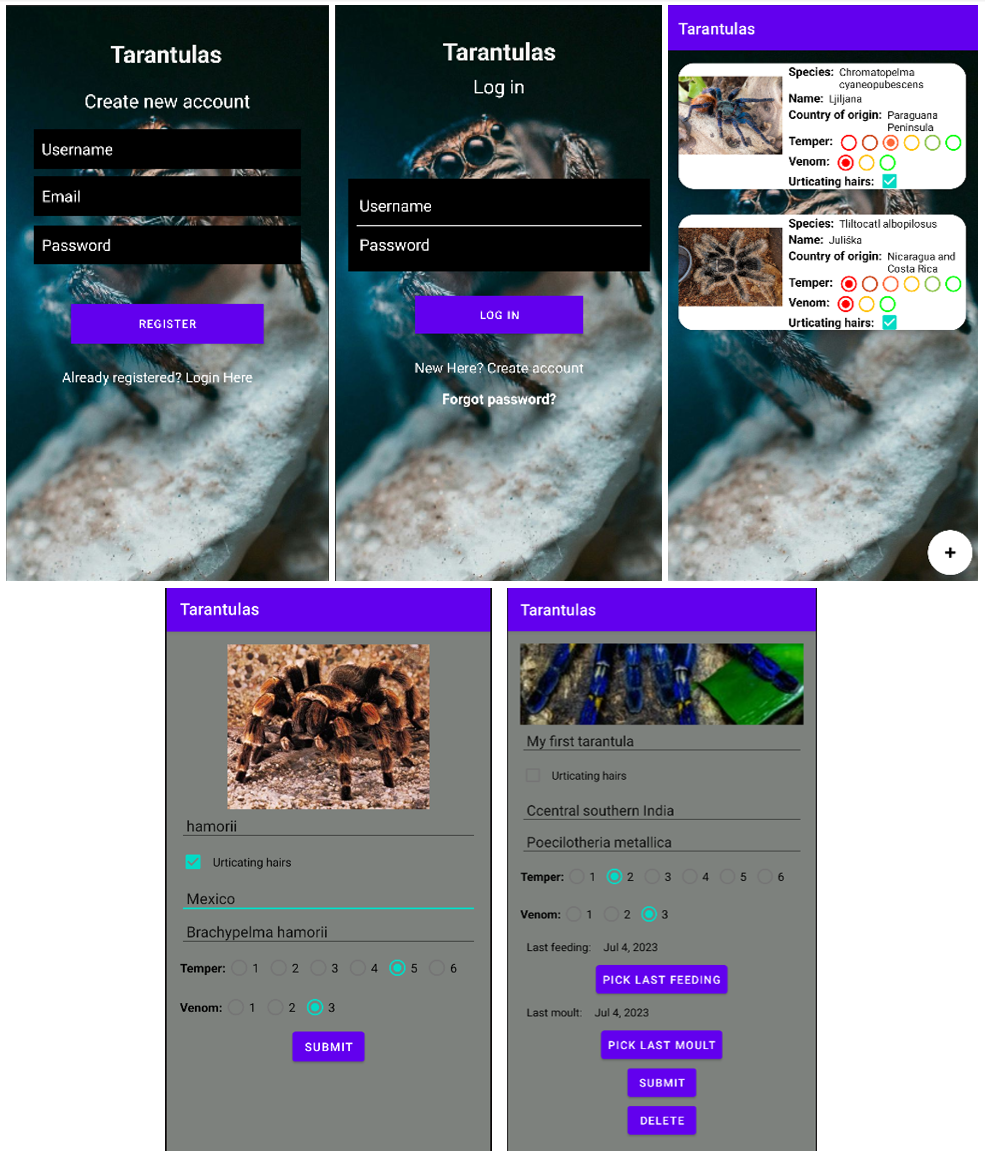 Tarantulas
Create new account
Username
Email
Password
REGISTER
Already registered? Login Here
Tarantulas
Log in
Username
Password
LOG IN
New Here? Create account
Forgot password?
Tarantulas
Species: Chromatopelma
cyaneopubescens
Name: Ljiljana
Country of origin: Paraguana
Peninsula
Temper:
Venom:
Urticating hairs:
Species: Tliltocatl albopilosus
Name: Juliška
Country of origin: Nicaragua and
Costa Rica
Temper:
Venom:
Urticating hairs:
+
Tarantulas
hamorii
Urticating hairs
Mexico
Brachypelma hamorii
Temper: 1 2 3 4 5 6
Venom: 1 2 3
SUBMIT
Tarantulas
My first tarantula
Urticating hairs
Ccentral southern India
Poecilotheria metallica
Temper: 1 2 3 4 5 6
Venom: 1 2 3
Last feeding: Jul 4, 2023
PICK LAST FEEDING
Last moult: Jul 4, 2023
PICK LAST MOULT
SUBMIT
DELETE